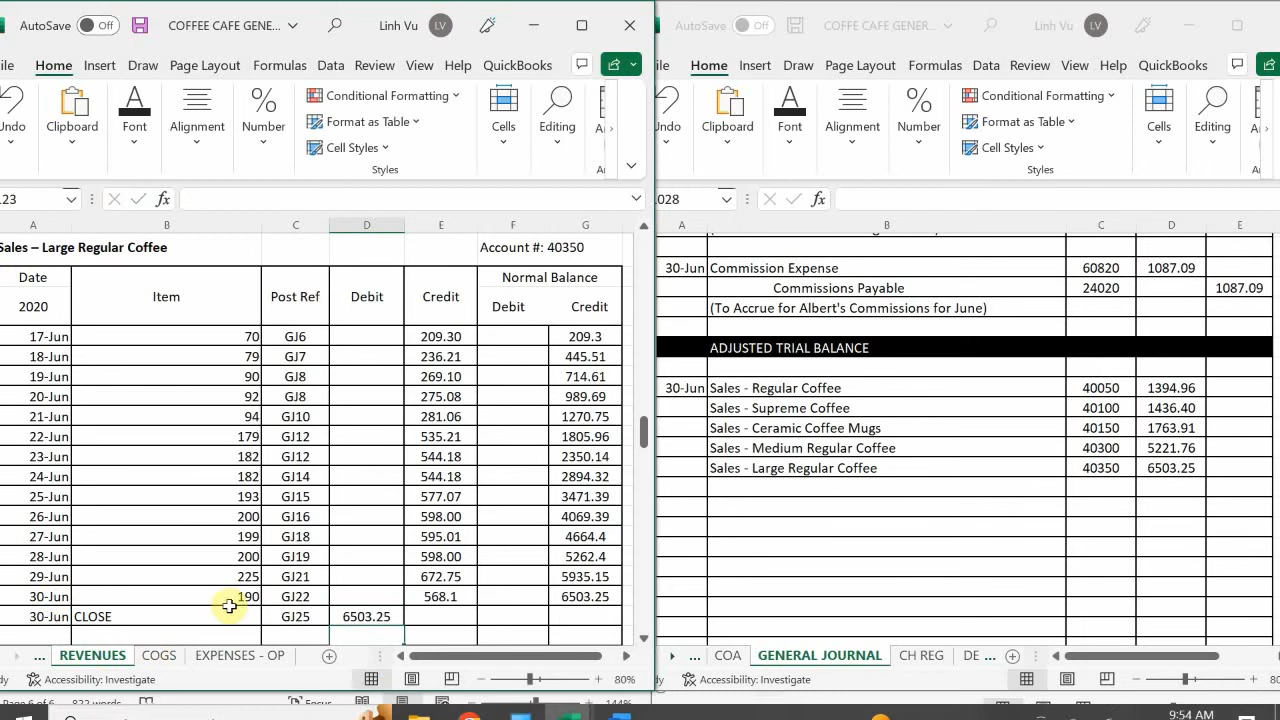 AutoSave Off COFFEE CAFE GENER... Linh Vu LV
File Home Insert Draw Page Layout Formulas Data Review View Help QuickBooks
Undo Clipboard Font Alignment Number Conditional Formatting Format as Table Cell Styles Styles Cells Editing
fx
A B C D E F G
Sales – Large Regular Coffee Account #: 40350
Date Item Post Ref Debit Credit Normal Balance
2020 Debit Credit
17-Jun 70 GJ6 209.30 209.3
18-Jun 79 GJ7 236.21 445.51
19-Jun 90 GJ8 269.10 714.61
20-Jun 92 GJ8 275.08 989.69
21-Jun 94 GJ10 281.06 1270.75
22-Jun 179 GJ12 535.21 1805.96
23-Jun 182 GJ12 544.18 2350.14
24-Jun 182 GJ14 544.18 2894.32
25-Jun 193 GJ15 577.07 3471.39
26-Jun 200 GJ16 598.00 4069.39
27-Jun 199 GJ18 595.01 4664.4
28-Jun 200 GJ19 598.00 5262.4
29-Jun 225 GJ21 672.75 5935.15
30-Jun 190 GJ22 568.1 6503.25
30-Jun CLOSE GJ25 6503.25
... REVENUES COGS EXPENSES - OP
Accessibility: Investigate 80%
AutoSave Off COFFE CAFE GENER... Linh Vu LV
Home Insert Draw Page Layout Formulas Data Review View Help QuickBooks
Undo Clipboard Font Alignment Number Conditional Formatting Format as Table Cell Styles Styles Cells Editing
fx
A B C D E
30-Jun Commission Expense 60820 1087.09
Commissions Payable 24020 1087.09
(To Accrue for Albert's Commissions for June)
ADJUSTED TRIAL BALANCE
30-Jun Sales - Regular Coffee 40050 1394.96
Sales - Supreme Coffee 40100 1436.40
Sales - Ceramic Coffee Mugs 40150 1763.91
Sales - Medium Regular Coffee 40300 5221.76
Sales - Large Regular Coffee 40350 6503.25
... COA GENERAL JOURNAL CH REG DE ...
Accessibility: Investigate
9:54 AM